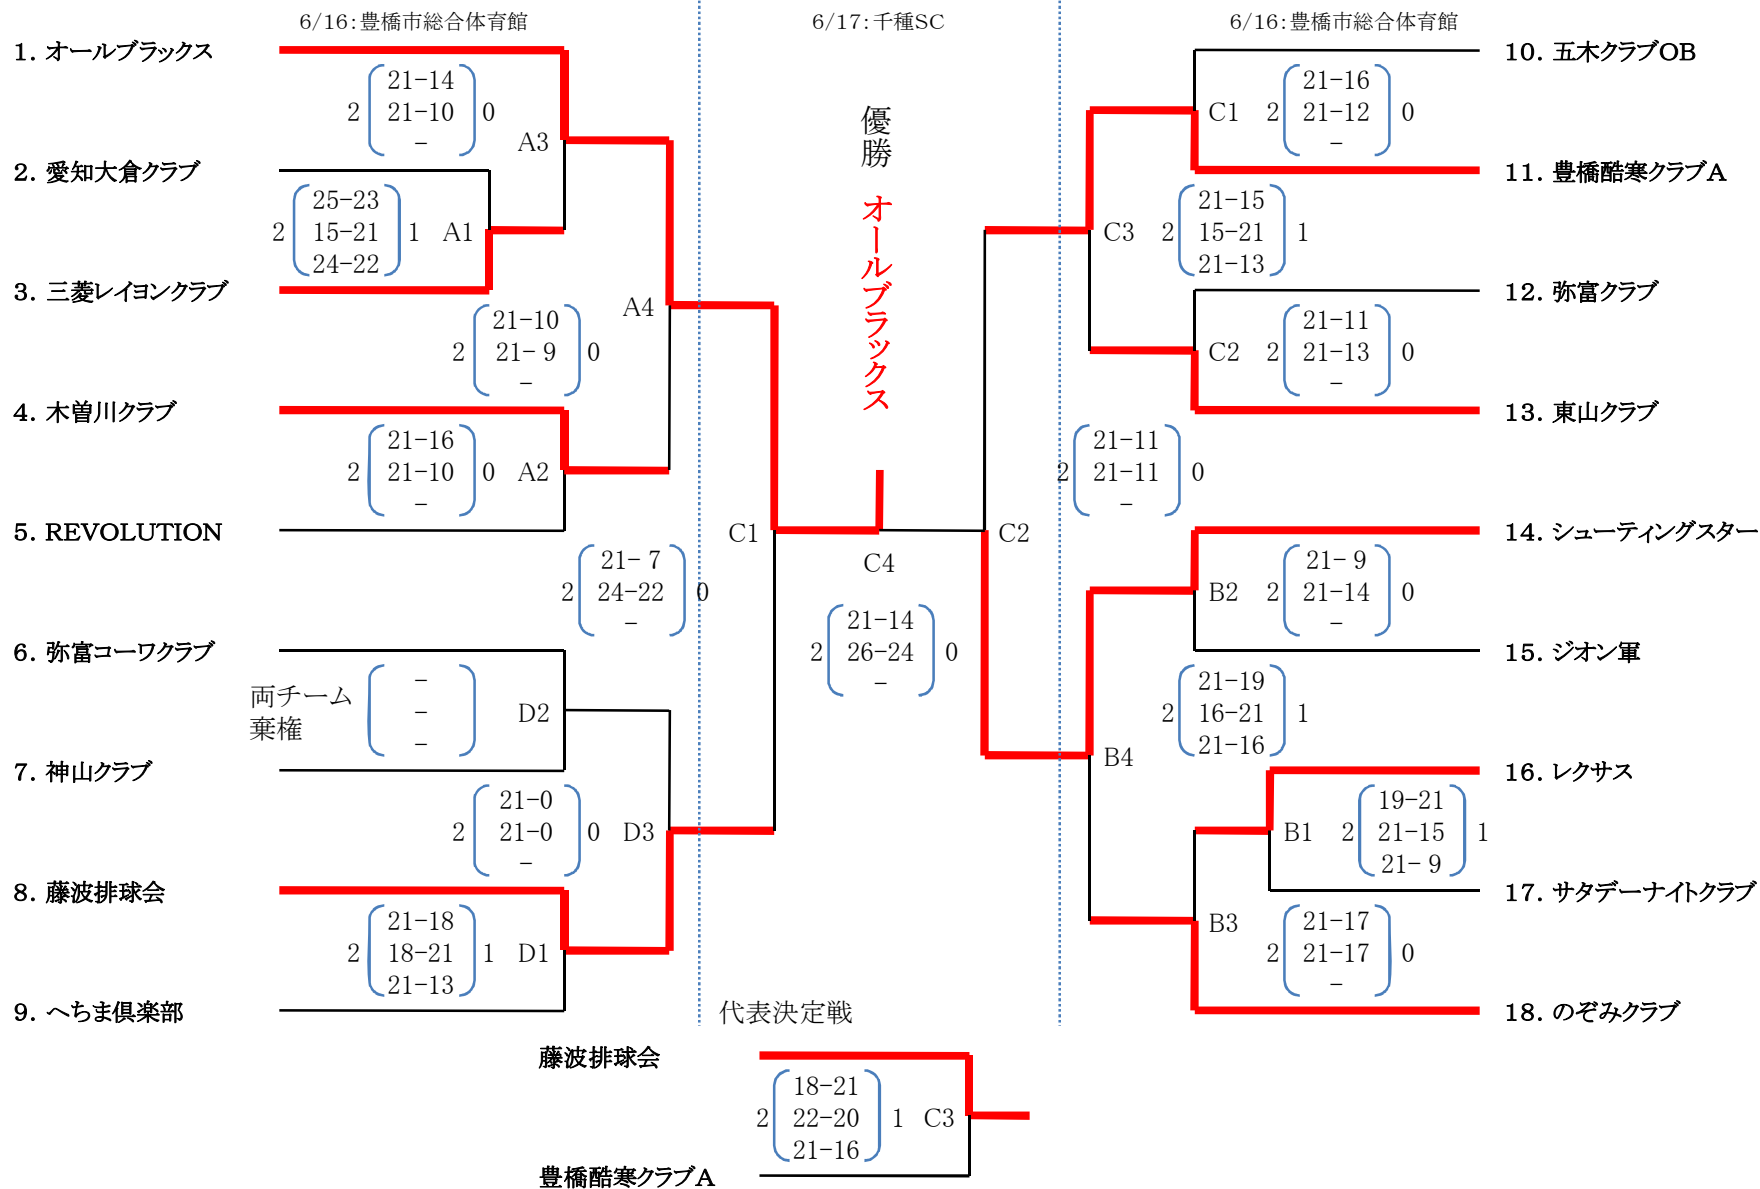 6/16:豊橋市総合体育館
6/17:千種SC
6/16:豊橋市総合体育館
1. オールブラックス
21-14
2 21-10 0
-
A3
2. 愛知大倉クラブ
25-23
2 15-21 1 A1
24-22
3. 三菱レイヨンクラブ
21-10
2 21- 9 0
-
A4
4. 木曽川クラブ
21-16
2 21-10 0 A2
-
5. REVOLUTION
21- 7
2 24-22 0
-
C1
6. 弥富コーワクラブ
両チーム
棄権
-
-
-
D2
7. 神山クラブ
21-0
2 21-0 0 D3
-
8. 藤波排球会
21-18
2 18-21 1 D1
21-13
9. へちま倶楽部
優勝 オールブラックス
C4
21-14
2 26-24 0
-
10. 五木クラブOB
21-16
C1 2 21-12 0
-
11. 豊橋酷寒クラブA
21-15
C3 2 15-21 1
21-13
12. 弥富クラブ
21-11
C2 2 21-13 0
-
13. 東山クラブ
21-11
2 21-11 0
-
C2
14. シューティングスター
21- 9
B2 2 21-14 0
-
15. ジオン軍
21-19
2 16-21 1
21-16
B4
16. レクサス
19-21
B1 2 21-15 1
21- 9
17. サタデーナイトクラブ
21-17
B3 2 21-17 0
-
18. のぞみクラブ
代表決定戦
藤波排球会
18-21
2 22-20 1 C3
21-16
豊橋酷寒クラブA